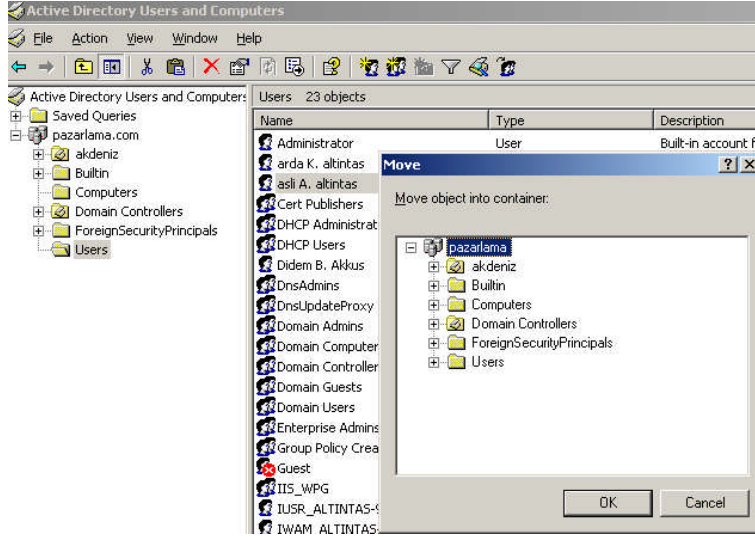 Active Directory Users and Computers
File Action View Window Help
Active Directory Users and Computers
Saved Queries
pazarlama.com
akdeniz
Builtin
Computers
Domain Controllers
ForeignSecurityPrincipals
Users
Users 23 objects
Name Type Description
Administrator User Built-in account f
arda K. altintas
asli A. altintas
Cert Publishers
DHCP Administrat
DHCP Users
Didem B. Akkus
DnsAdmins
DnsUpdateProxy
Domain Admins
Domain Computer
Domain Controller
Domain Guests
Domain Users
Enterprise Admins
Group Policy Crea
Guest
IIS_WPG
IUSR_ALTINTAS-9
IWAM_ALTINTAS-
Move
Move object into container:
pazarlama
akdeniz
Builtin
Computers
Domain Controllers
ForeignSecurityPrincipals
Users
OK Cancel